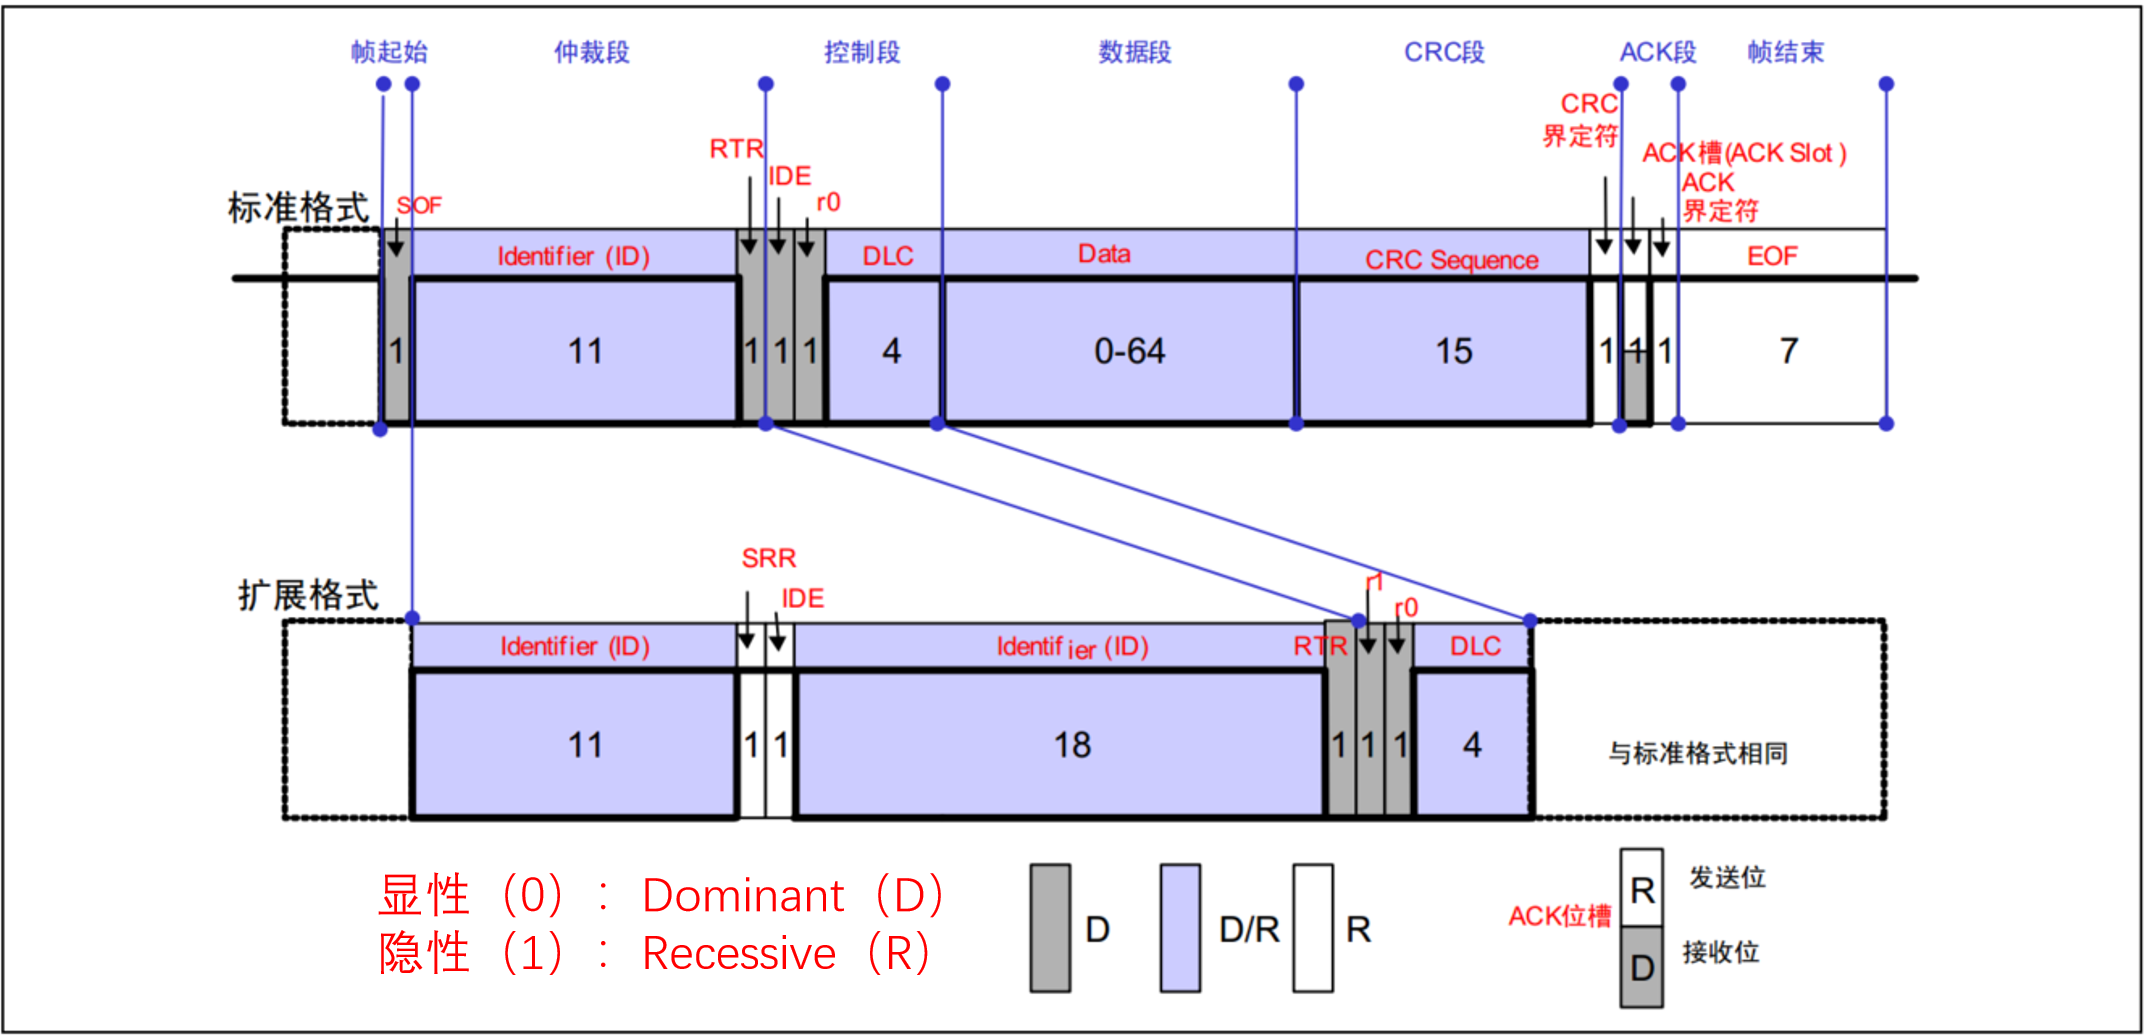 帧起始 仲裁段 控制段 数据段 CRC段 ACK段 帧结束
CRC
界定符
RTR
ACK槽(ACK Slot)
IDE
ACK
界定符
r0
标准格式
SOF
Identifier (ID) DLC Data CRC Sequence EOF
1 11 1 1 1 4 0-64 15 1 1 1 7
SRR
IDE
r1
r0
扩展格式
Identifier (ID) Identifier (ID) RTR DLC
11 1 1 18 1 1 1 4 与标准格式相同
显性（0）：Dominant（D）
隐性（1）：Recessive（R）
D D/R R
ACK位槽
R 发送位
D 接收位